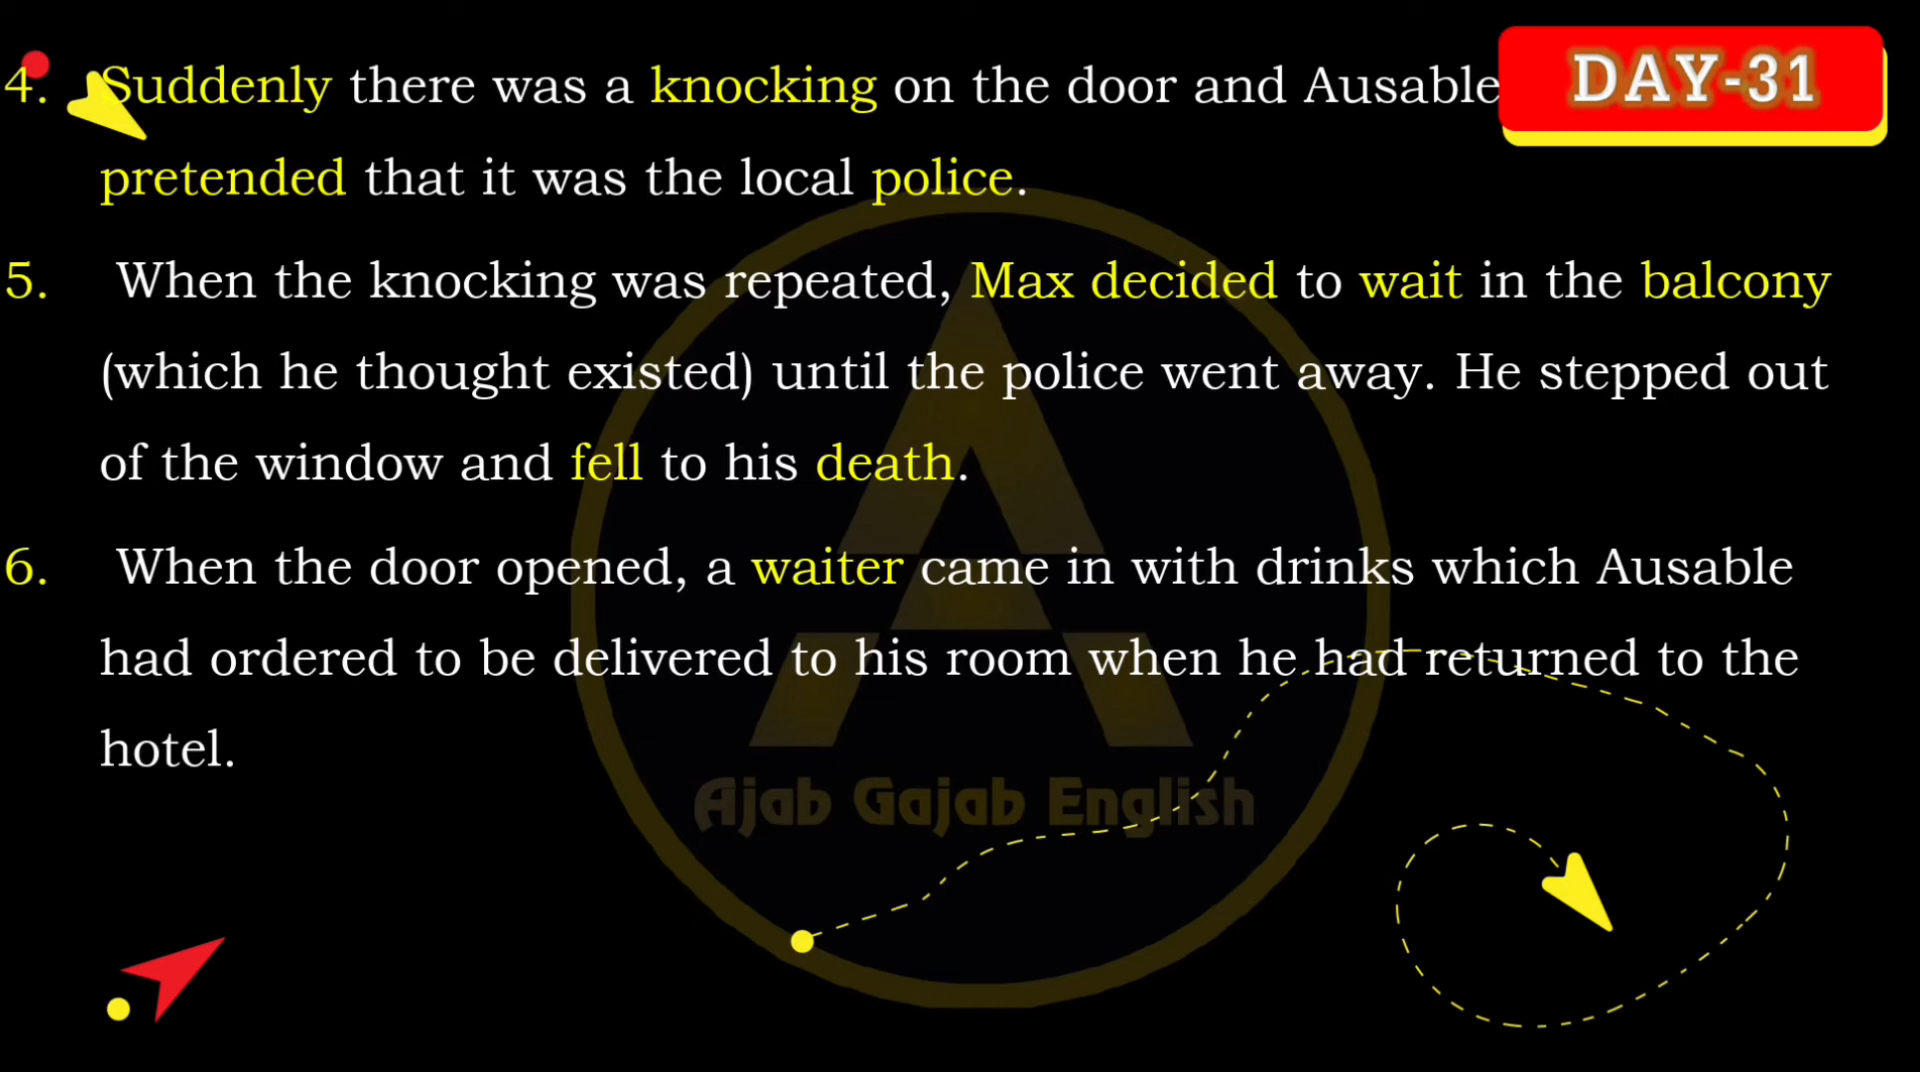 DAY-31
4. Suddenly there was a knocking on the door and Ausable
pretended that it was the local police.
5. When the knocking was repeated, Max decided to wait in the balcony
(which he thought existed) until the police went away. He stepped out
of the window and fell to his death.
6. When the door opened, a waiter came in with drinks which Ausable
had ordered to be delivered to his room when he had returned to the
hotel.
Ajab Gajab English